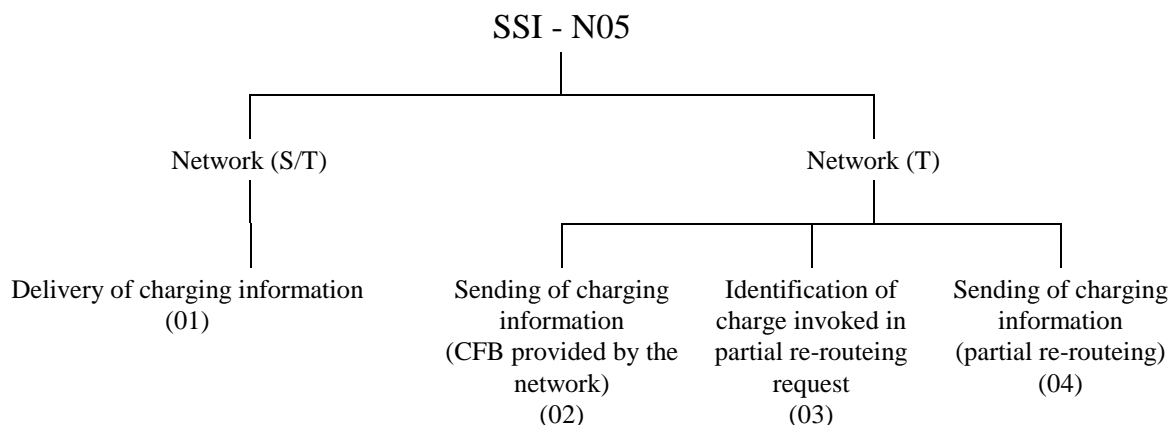 SSI - N05
Network (S/T)
Network (T)
Delivery of charging information
(01)
Sending of charging
information
(CFB provided by the
network)
(02)
Identification of
charge invoked in
partial re-routeing
request
(03)
Sending of charging
information
(partial re-routeing)
(04)